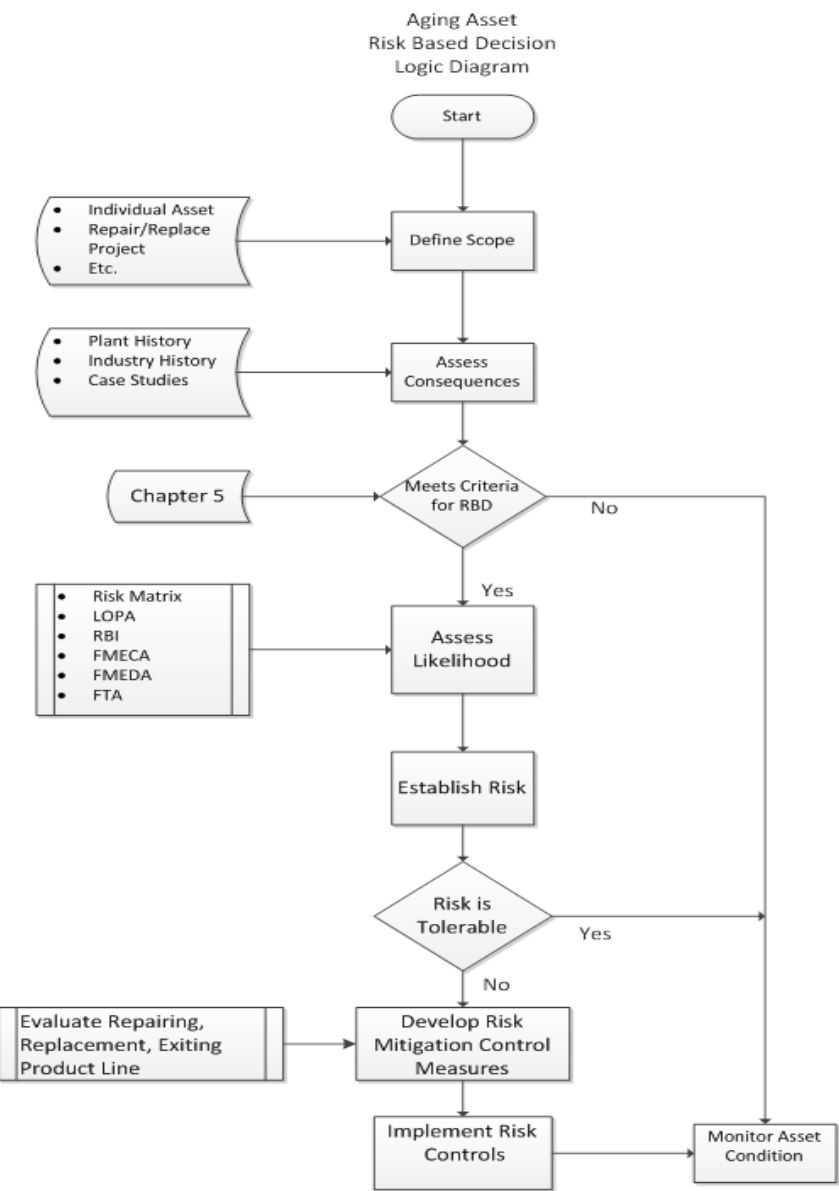 Aging Asset
Risk Based Decision
Logic Diagram
Start
• Individual Asset
• Repair/Replace
Project
• Etc.
Define Scope
• Plant History
• Industry History
• Case Studies
Assess
Consequences
Chapter 5
Meets Criteria
for RBD
No
Yes
• Risk Matrix
• LOPA
• RBI
• FMECA
• FMEDA
• FTA
Assess
Likelihood
Establish Risk
Risk is
Tolerable
Yes
No
Evaluate Repairing,
Replacement, Exiting
Product Line
Develop Risk
Mitigation Control
Measures
Implement Risk
Controls
Monitor Asset
Condition